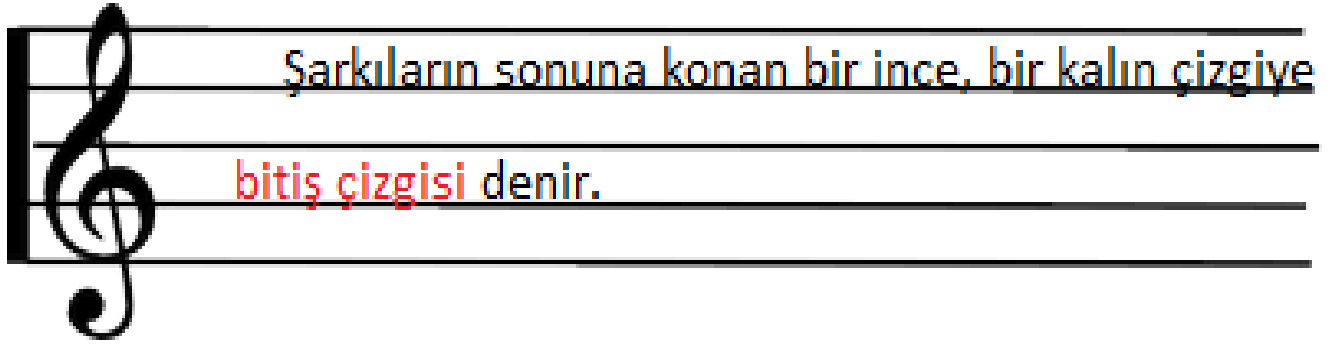 Şarkıların sonuna konan bir ince, bir kalın çizgiye
bitiş çizgisi denir.